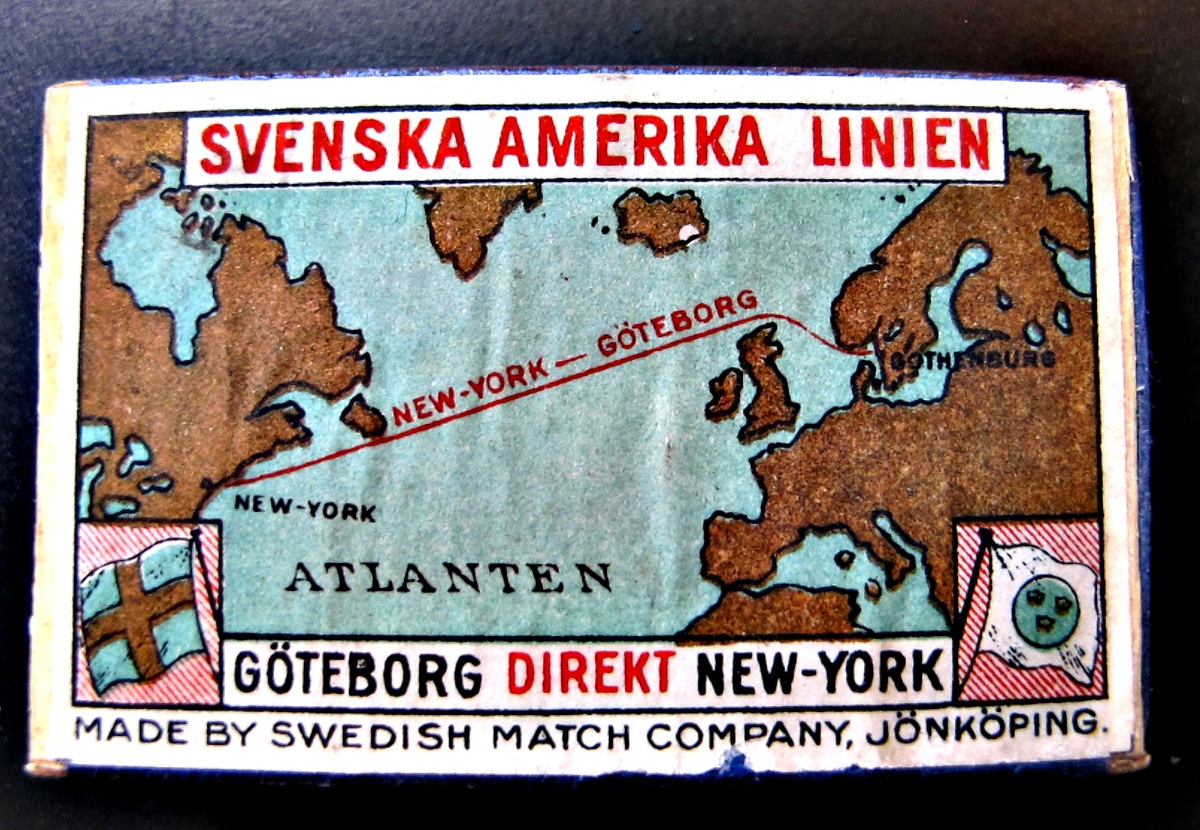 SVENSKA AMERIKA LINIEN
NEW-YORK — GÖTEBORG
GOTHENBURG
NEW-YORK
ATLANTEN
GÖTEBORG DIREKT NEW-YORK
MADE BY SWEDISH MATCH COMPANY, JÖNKÖPING.